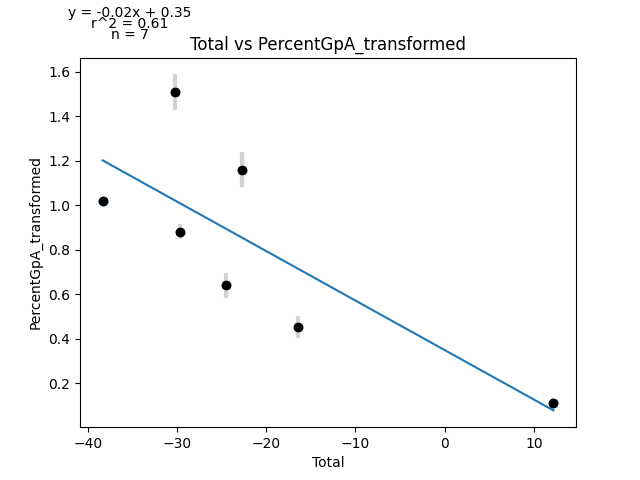 y = -0.02x + 0.35
r^2 = 0.61
n = 7
Total vs PercentGpA_transformed
PercentGpA_transformed
1.6
1.4
1.2
1.0
0.8
0.6
0.4
0.2
−40
−30
−20
−10
0
10
Total